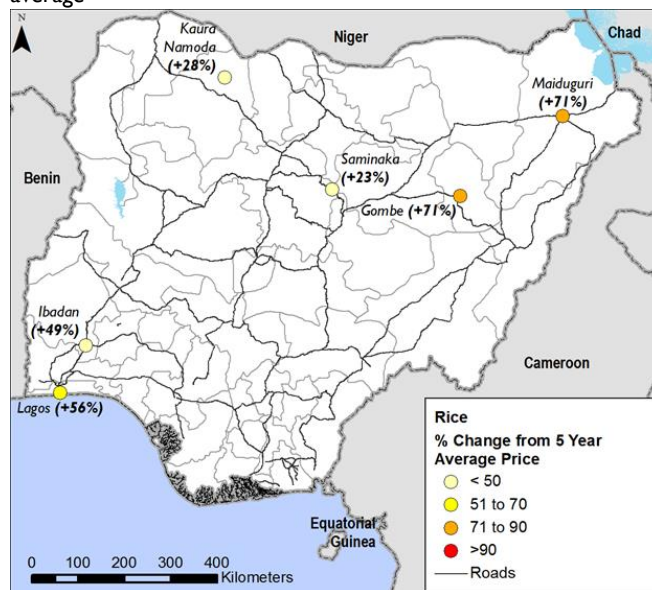 average
N
Kaura
Namoda
(+28%)
Niger
Chad
Maiduguri
(+71%)
Saminaka
(+23%)
Benin
Gombe (+71%)
Ibadan
(+49%)
Cameroon
Lagos (+56%)
Rice
% Change from 5 Year
Average Price
< 50
51 to 70
71 to 90
>90
Roads
Equatorial
Guinea
0 100 200 300 400
Kilometers